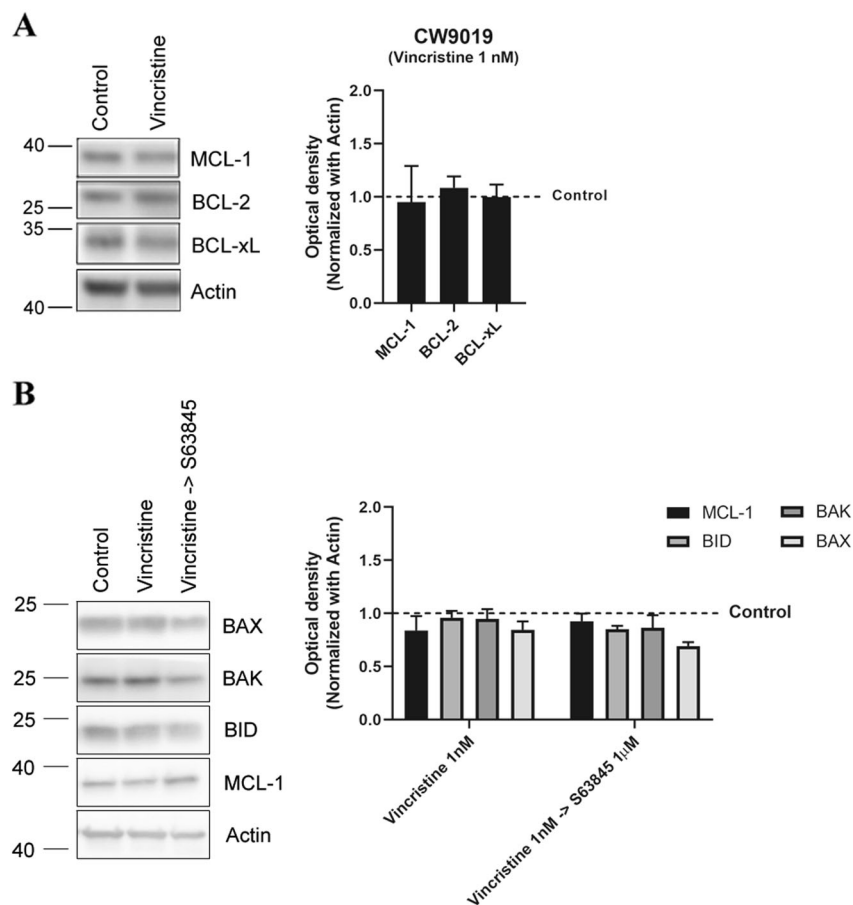 A
Control
Vincristine
40
MCL-1
BCL-2
25
35
BCL-xL
Actin
40
CW9019
(Vincristine 1 nM)
Optical density
(Normalized with Actin)
2.0
1.5
1.0
0.5
0.0
Control
MCL-1
BCL-2
BCL-xL
B
Control
Vincristine
Vincristine -> S63845
25
BAX
25
BAK
25
BID
40
MCL-1
Actin
40
Optical density
(Normalized with Actin)
2.0
1.5
1.0
0.5
0.0
MCL-1
BAK
BID
BAX
Control
Vincristine 1nM
Vincristine 1nM -> S63845 1μM